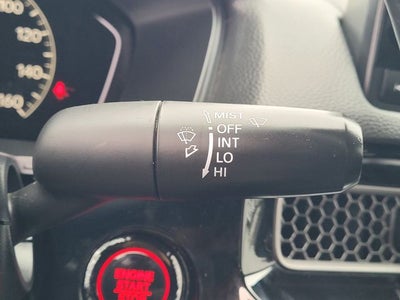 100
120
140
160
MIST
OFF
INT
LO
HI
ENGINE
START
STOP